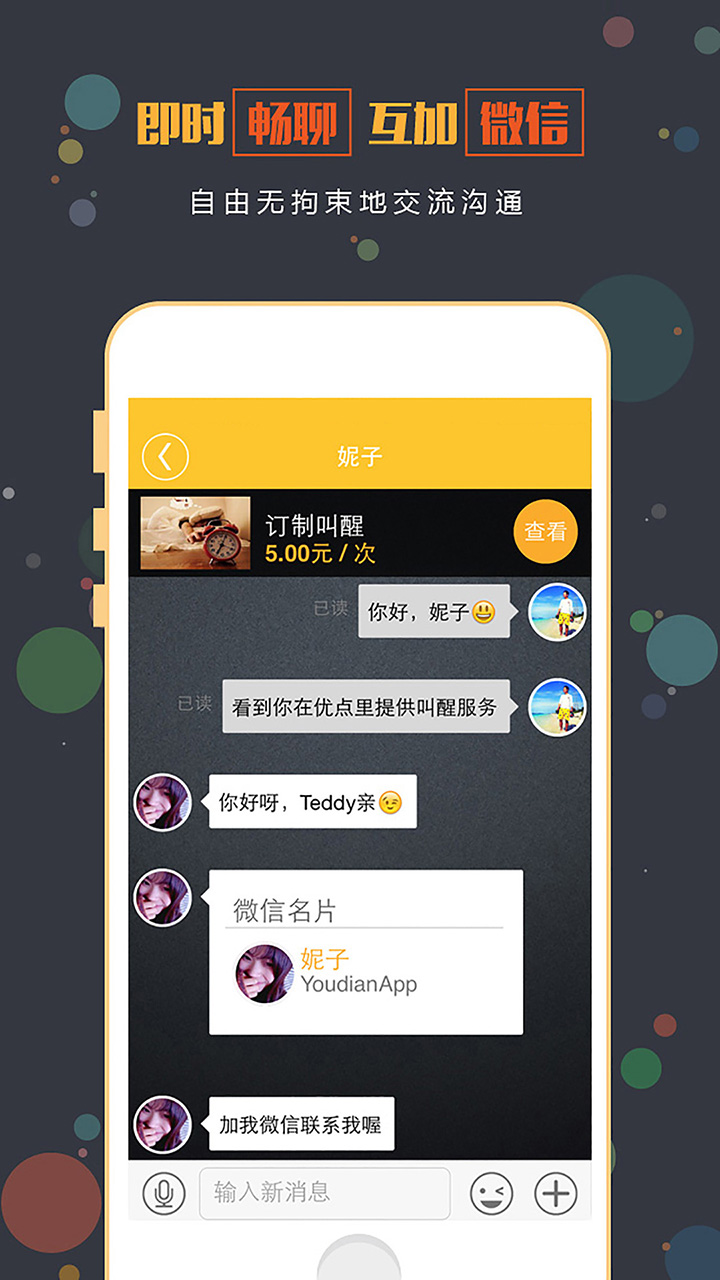 即时 畅聊 互加 微信
自由无拘束地交流沟通
妮子
订制叫醒
5.00元 / 次
查看
已读
你好，妮子😃
已读
看到你在优点里提供叫醒服务
你好呀，Teddy亲😉
微信名片
妮子
YoudianApp
加我微信联系我喔
输入新消息